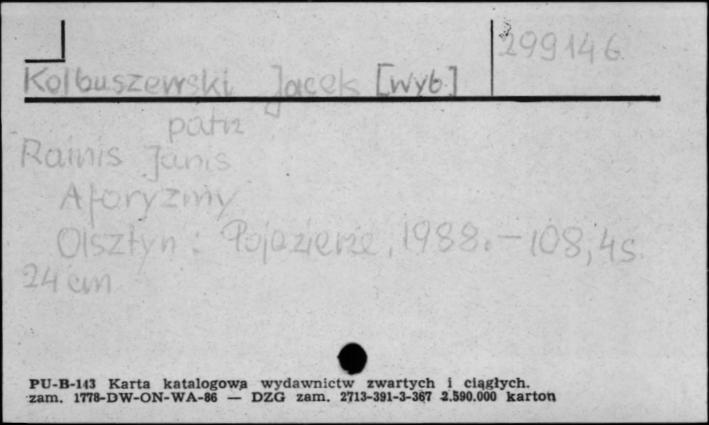 299146
Kolbuszewski Jacek [Wyb.]
patrz
Rainis Janis
Aforyzmy
Olsztyn : Pojezierze, 1988. - 108, 4 s.
24 cm
PU-B-143 Karta katalogowa wydawnictw zwartych i ciągłych.
zam. 1778-DW-ON-WA-86 — DZG zam. 2713-391-3-367 2.590.000 karton